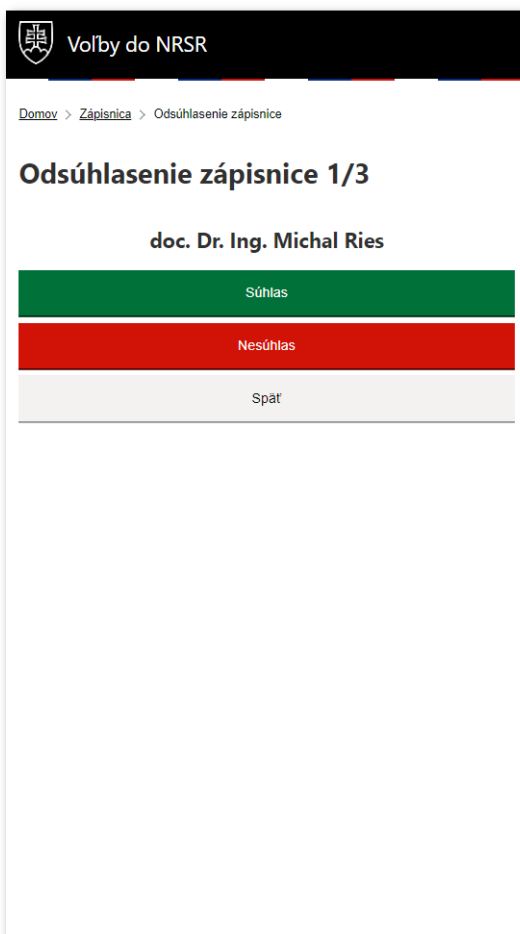 Voľby do NRSR
Domov > Zápisnica > Odsúhlasenie zápisnice
Odsúhlasenie zápisnice 1/3
doc. Dr. Ing. Michal Ries
Súhlas
Nesúhlas
Späť